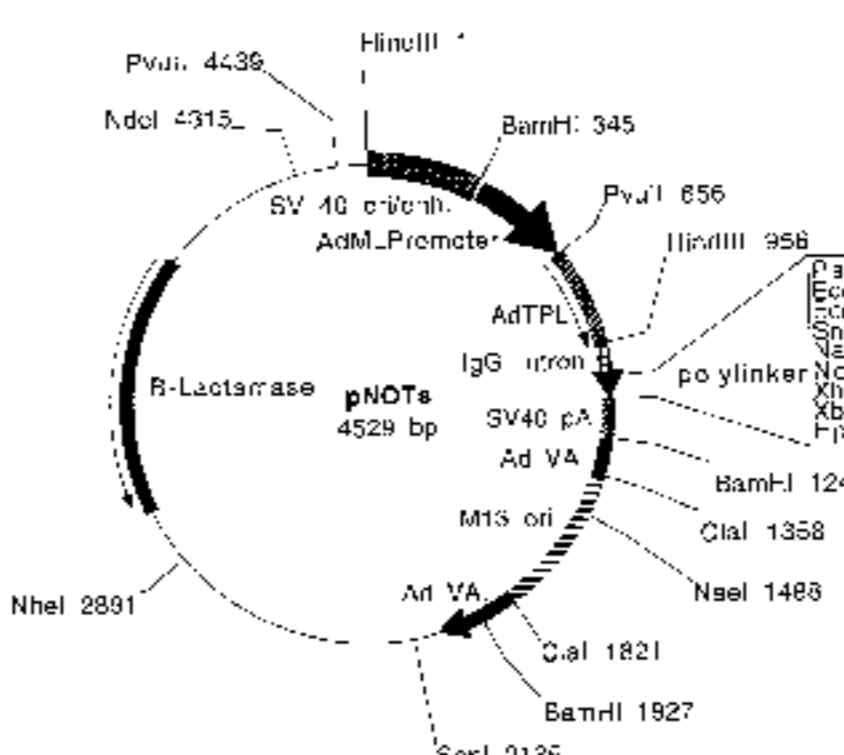 HindIII 1
PvuII 4439
NdeI 4315
BamHI 345
SV 40 ori/enh.
PvuII 656
AdMLPromoter
HindIII 956
AdTPL
IgG intron
polylinker
B-Lactamase
pNOTs
4529 bp
SV40 pA
Ad VA
BamHI 124
M13 ori
ClaI 1358
NheI 2891
Ad VA
ClaI 1821
BamHI 1927